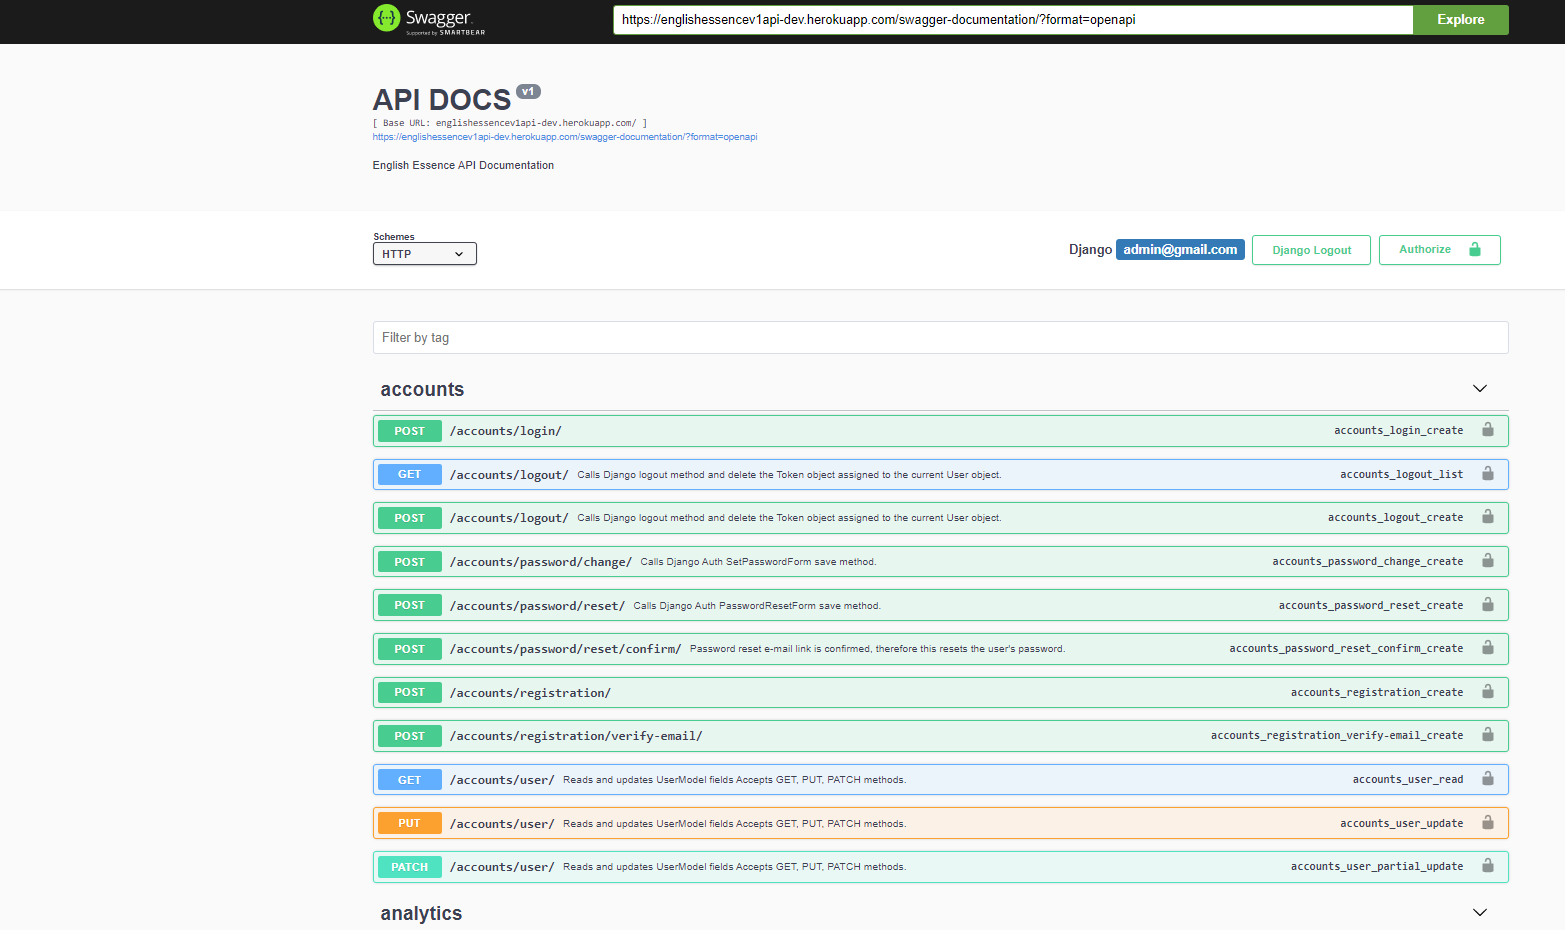 Swagger.
Supported by SMARTBEAR
https://englishessencev1api-dev.herokuapp.com/swagger-documentation/?format=openapi
Explore
API DOCS v1
[ Base URL: englishessencev1api-dev.herokuapp.com/ ]
https://englishessencev1api-dev.herokuapp.com/swagger-documentation/?format=openapi
English Essence API Documentation
Schemes
HTTP
Django admin@gmail.com Django Logout Authorize
Filter by tag
accounts
POST /accounts/login/ accounts_login_create
GET /accounts/logout/ Calls Django logout method and delete the Token object assigned to the current User object. accounts_logout_list
POST /accounts/logout/ Calls Django logout method and delete the Token object assigned to the current User object. accounts_logout_create
POST /accounts/password/change/ Calls Django Auth SetPasswordForm save method. accounts_password_change_create
POST /accounts/password/reset/ Calls Django Auth PasswordResetForm save method. accounts_password_reset_create
POST /accounts/password/reset/confirm/ Password reset e-mail link is confirmed, therefore this resets the user's password. accounts_password_reset_confirm_create
POST /accounts/registration/ accounts_registration_create
POST /accounts/registration/verify-email/ accounts_registration_verify-email_create
GET /accounts/user/ Reads and updates UserModel fields Accepts GET, PUT, PATCH methods. accounts_user_read
PUT /accounts/user/ Reads and updates UserModel fields Accepts GET, PUT, PATCH methods. accounts_user_update
PATCH /accounts/user/ Reads and updates UserModel fields Accepts GET, PUT, PATCH methods. accounts_user_partial_update
analytics